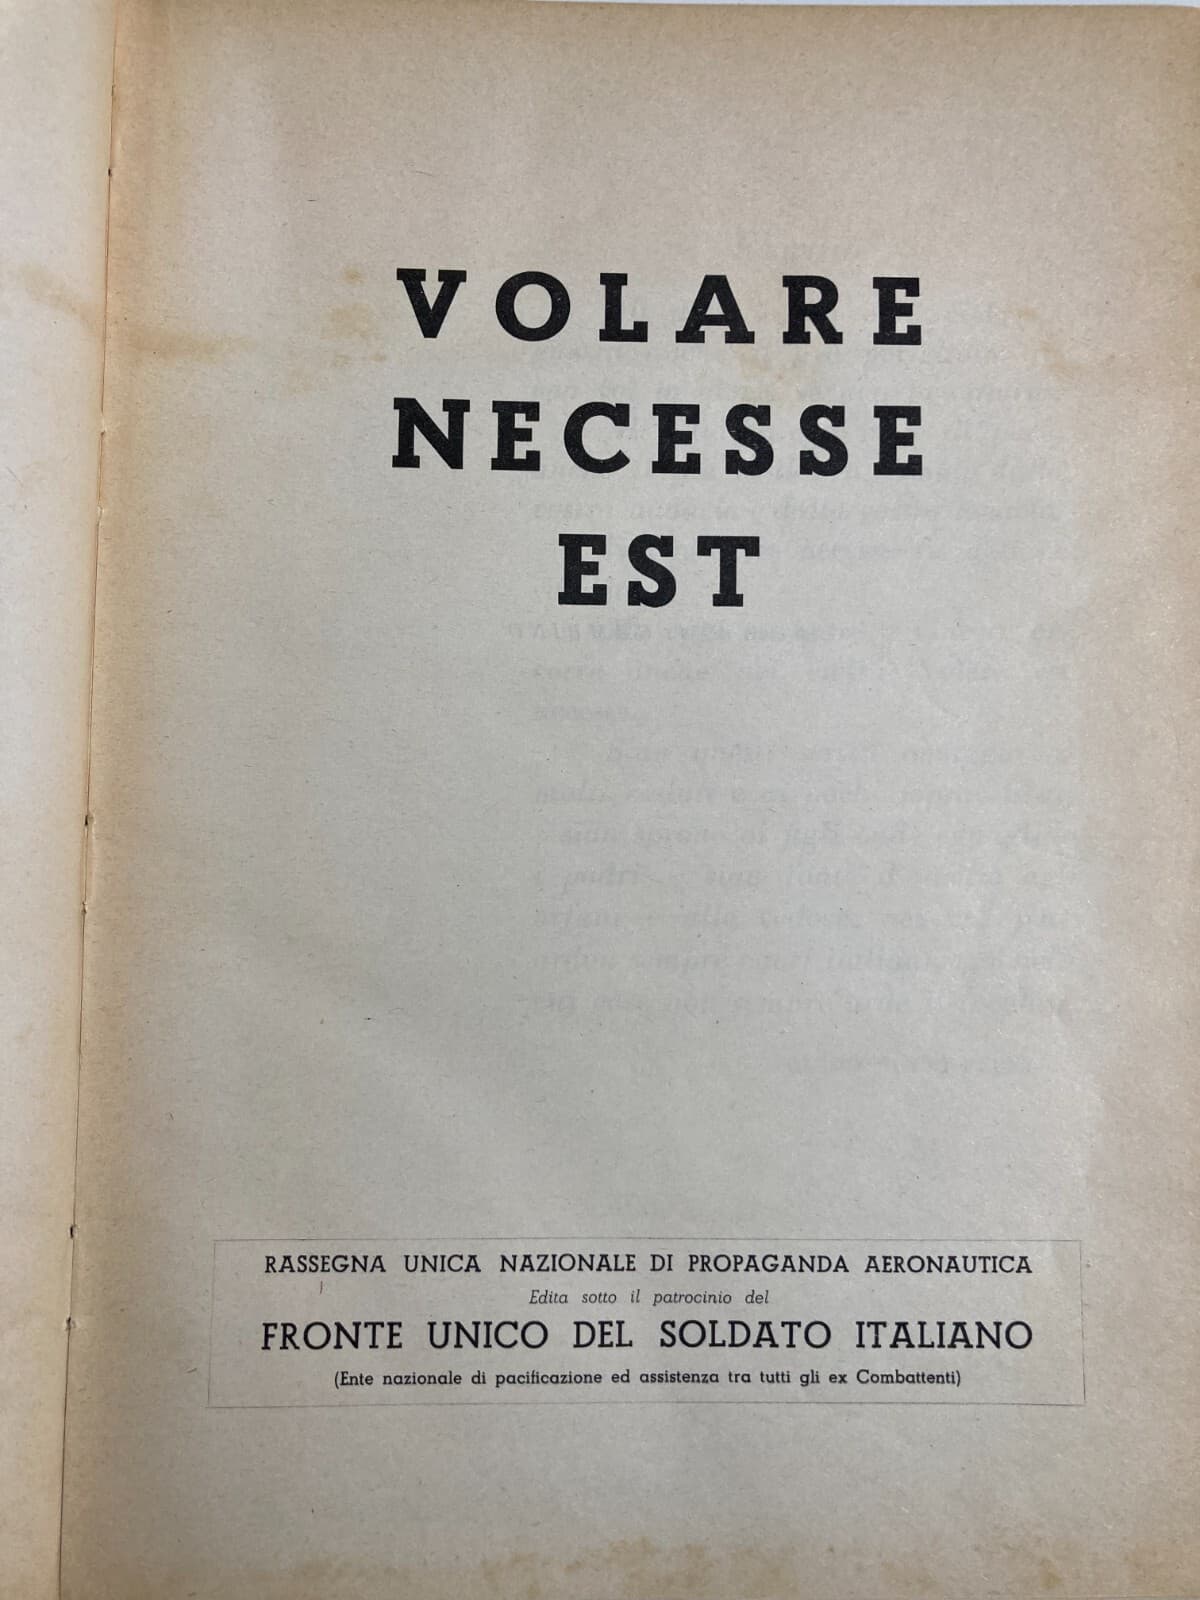 VOLARE
NECESSE
EST
RASSEGNA UNICA NAZIONALE DI PROPAGANDA AERONAUTICA
Edita sotto il patrocinio del
FRONTE UNICO DEL SOLDATO ITALIANO
(Ente nazionale di pacificazione ed assistenza tra tutti gli ex Combattenti)